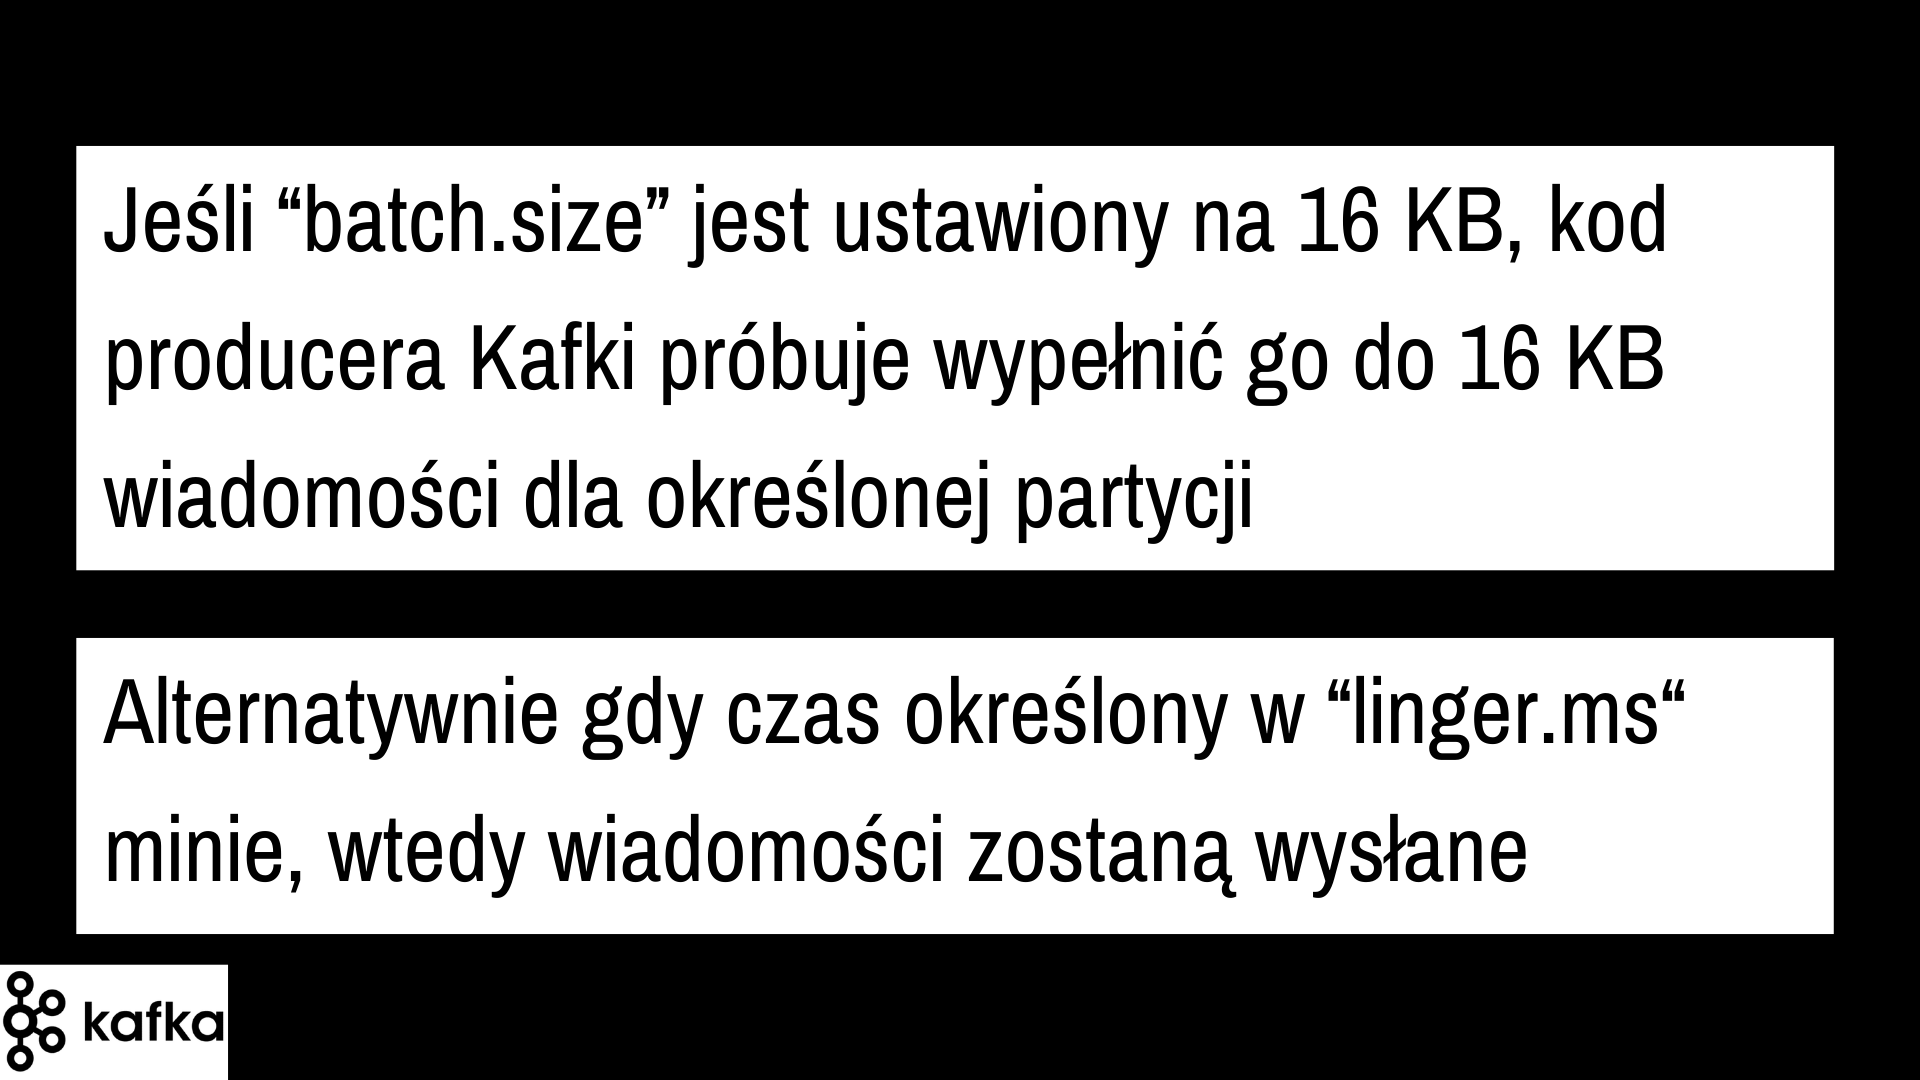 Jeśli “batch.size” jest ustawiony na 16 KB, kod
producera Kafki próbuje wypełnić go do 16 KB
wiadomości dla określonej partycji
Alternatywnie gdy czas określony w “linger.ms“
minie, wtedy wiadomości zostaną wysłane
kafka